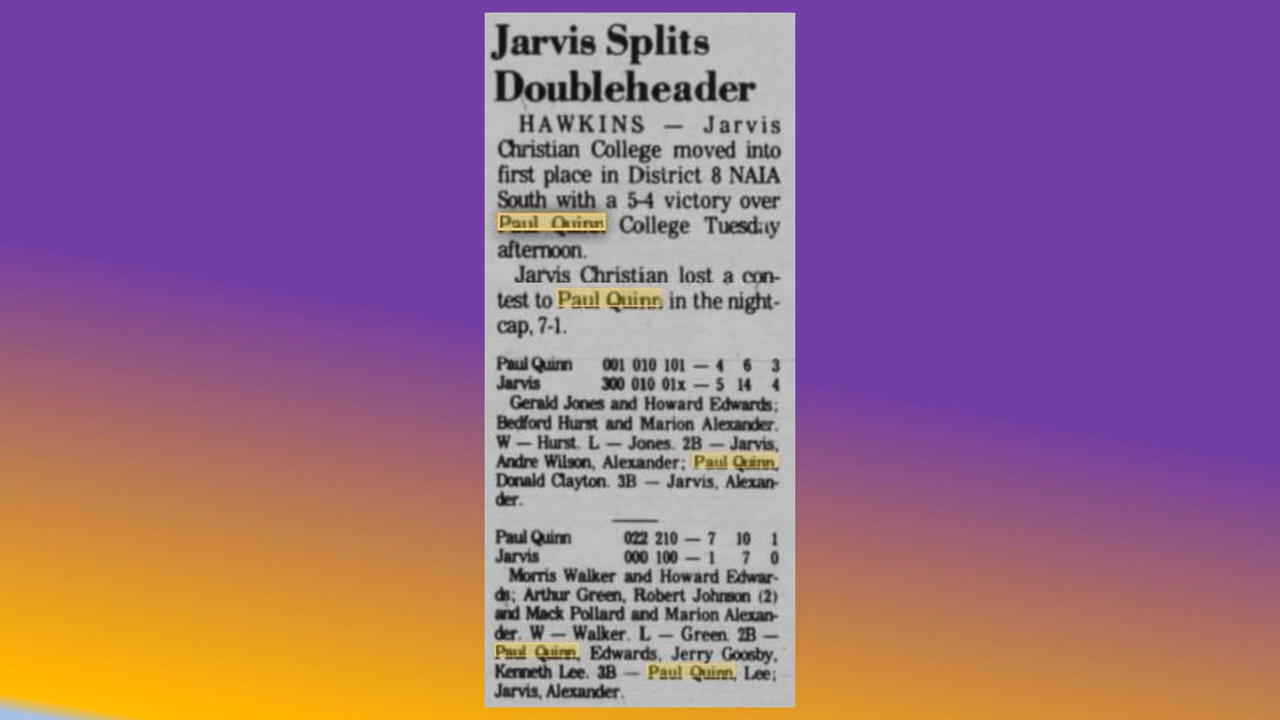 Jarvis Splits
Doubleheader
HAWKINS — Jarvis
Christian College moved into
first place in District 8 NAIA
South with a 5-4 victory over
Paul Quinn College Tuesday
afternoon.
Jarvis Christian lost a con-
test to Paul Quinn in the night-
cap, 7-1.
Paul Quinn 001 010 101 — 4 6 3
Jarvis 300 010 01x — 5 14 4
Gerald Jones and Howard Edwards;
Bedford Hurst and Marion Alexander.
W — Hurst. L — Jones. 2B — Jarvis,
Andre Wilson, Alexander; Paul Quinn,
Donald Clayton. 3B — Jarvis, Alexan-
der.
Paul Quinn 022 210 — 7 10 1
Jarvis 000 100 — 1 7 0
Morris Walker and Howard Edwar-
ds; Arthur Green, Robert Johnson (2)
and Mack Pollard and Marion Alexan-
der. W — Walker. L — Green. 2B —
Paul Quinn, Edwards, Jerry Goosby,
Kenneth Lee. 3B — Paul Quinn, Lee;
Jarvis, Alexander.